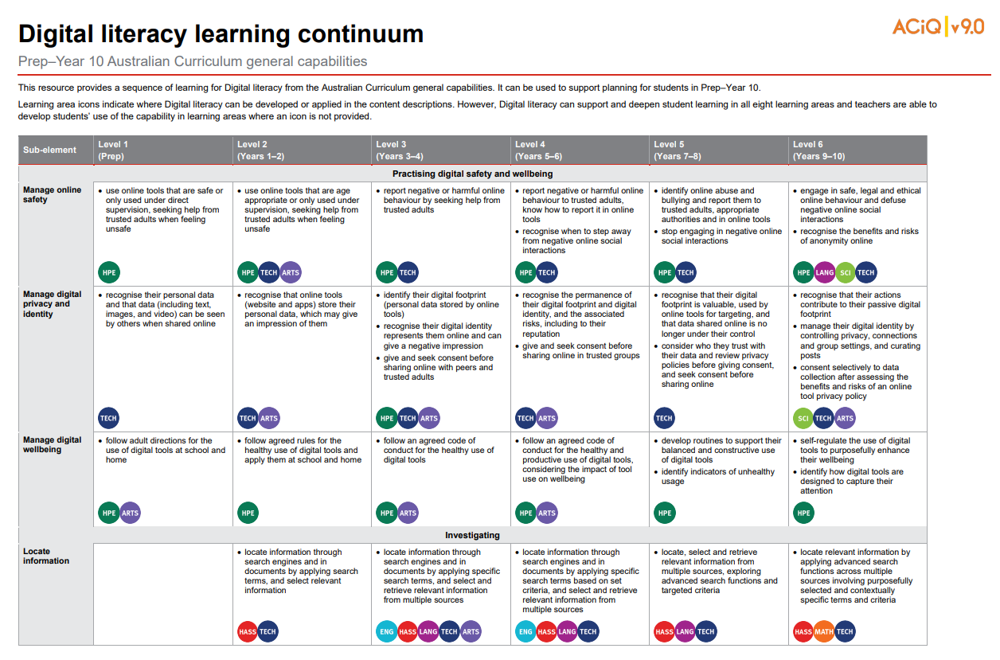 Digital literacy learning continuum
ACiQ v9.0
Prep–Year 10 Australian Curriculum general capabilities
This resource provides a sequence of learning for Digital literacy from the Australian Curriculum general capabilities. It can be used to support planning for students in Prep–Year 10.
Learning area icons indicate where Digital literacy can be developed or applied in the content descriptions. However, Digital literacy can support and deepen student learning in all eight learning areas and teachers are able to
develop students’ use of the capability in learning areas where an icon is not provided.
Sub-element
Level 1
(Prep)
Level 2
(Years 1–2)
Level 3
(Years 3–4)
Level 4
(Years 5–6)
Level 5
(Years 7–8)
Level 6
(Years 9–10)
Practising digital safety and wellbeing
Manage online
safety
• use online tools that are safe or
only used under direct
supervision, seeking help from
trusted adults when feeling
unsafe
HPE
• use online tools that are age
appropriate or only used under
supervision, seeking help from
trusted adults when feeling
unsafe
HPE TECH ARTS
• report negative or harmful online
behaviour by seeking help from
trusted adults
HPE TECH
• report negative or harmful online
behaviour to trusted adults,
know how to report it in online
tools
• recognise when to step away
from negative online social
interactions
HPE TECH
• identify online abuse and
bullying and report them to
trusted adults, appropriate
authorities and in online tools
• stop engaging in negative online
social interactions
HPE TECH
• engage in safe, legal and ethical
online behaviour and defuse
negative online social
interactions
• recognise the benefits and risks
of anonymity online
HPE LANG SCI TECH
Manage digital
privacy and
identity
• recognise their personal data
and that data (including text,
images, and video) can be seen
by others when shared online
TECH
• recognise that online tools
(website and apps) store their
personal data, which may give
an impression of them
TECH ARTS
• identify their digital footprint
(personal data stored by online
tools)
• recognise their digital identity
represents them online and can
give a negative impression
• give and seek consent before
sharing online with peers and
trusted adults
HPE TECH ARTS
• recognise the permanence of
their digital footprint and digital
identity, and the associated
risks, including to their
reputation
• give and seek consent before
sharing online in trusted groups
TECH ARTS
• recognise that their digital
footprint is valuable, used by
online tools for targeting, and
that data shared online is no
longer under their control
• consider who they trust with
their data and review privacy
policies before giving consent,
and seek consent before
sharing online
TECH
• recognise that their actions
contribute to their passive digital
footprint
• manage their digital identity by
controlling privacy, connections
and group settings, and curating
posts
• consent selectively to data
collection after assessing the
benefits and risks of an online
tool privacy policy
SCI TECH ARTS
Manage digital
wellbeing
• follow adult directions for the
use of digital tools at school and
home
HPE ARTS
• follow agreed rules for the
healthy use of digital tools and
apply them at school and home
HPE
• follow an agreed code of
conduct for the healthy use of
digital tools
HPE ARTS
• follow an agreed code of
conduct for the healthy and
productive use of digital tools,
considering the impact of tool
use on wellbeing
HPE ARTS
• develop routines to support their
balanced and constructive use
of digital tools
• identify indicators of unhealthy
usage
HPE
• self-regulate the use of digital
tools to purposefully enhance
their wellbeing
• identify how digital tools are
designed to capture their
attention
HPE
Investigating
Locate
information
• locate information through
search engines and in
documents by applying search
terms, and select relevant
information
HASS TECH
• locate information through
search engines and in
documents by applying specific
search terms, and select and
retrieve relevant information
from multiple sources
ENG HASS LANG TECH ARTS
• locate information through
search engines and in
documents by applying specific
search terms based on set
criteria, and select and retrieve
relevant information from
multiple sources
ENG HASS LANG TECH
• locate, select and retrieve
relevant information from
multiple sources, exploring
advanced search functions and
targeted criteria
HASS LANG TECH
• locate relevant information by
applying advanced search
functions across multiple
sources involving purposefully
selected and contextually
specific terms and criteria
HASS MATH TECH